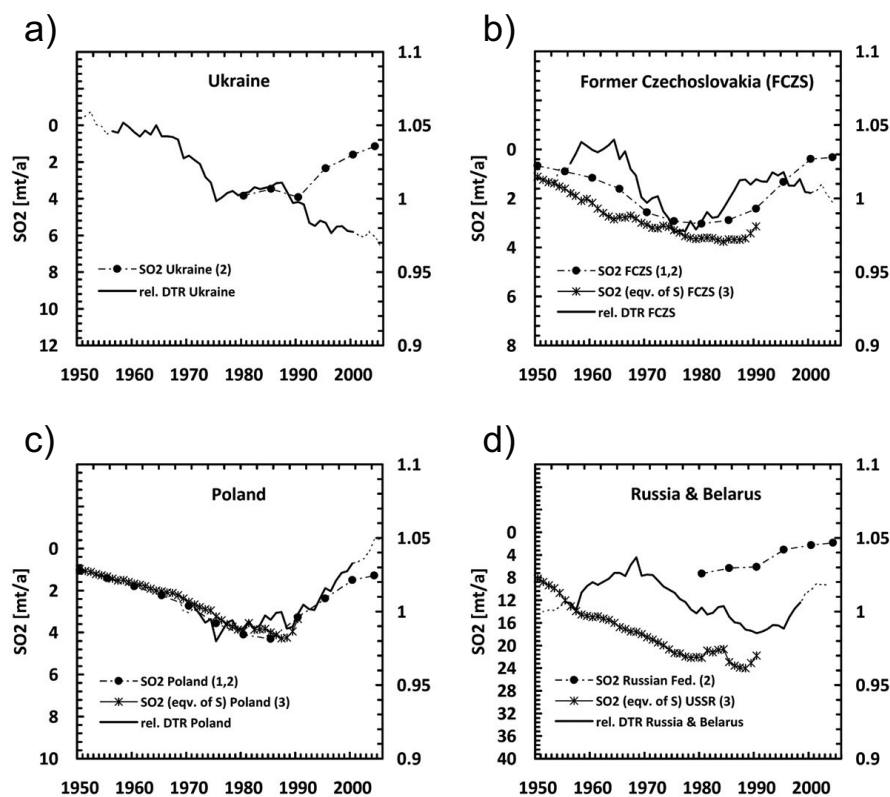 a)
Ukraine
SO2 [mt/a]
0
2
4
6
8
10
12
1.1
1.05
1
0.95
0.9
SO2 Ukraine (2)
rel. DTR Ukraine
1950 1960 1970 1980 1990 2000
b)
Former Czechoslovakia (FCZS)
SO2 [mt/a]
0
2
4
6
8
1.1
1.05
1
0.95
0.9
SO2 FCZS (1,2)
SO2 (eqv. of S) FCZS (3)
rel. DTR FCZS
1950 1960 1970 1980 1990 2000
c)
Poland
SO2 [mt/a]
0
2
4
6
8
10
1.1
1.05
1
0.95
0.9
SO2 Poland (1,2)
SO2 (eqv. of S) Poland (3)
rel. DTR Poland
1950 1960 1970 1980 1990 2000
d)
Russia & Belarus
SO2 [mt/a]
0
4
8
12
16
20
24
28
32
36
40
1.1
1.05
1
0.95
0.9
SO2 Russian Fed. (2)
SO2 (eqv. of S) USSR (3)
rel. DTR Russia & Belarus
1950 1960 1970 1980 1990 2000